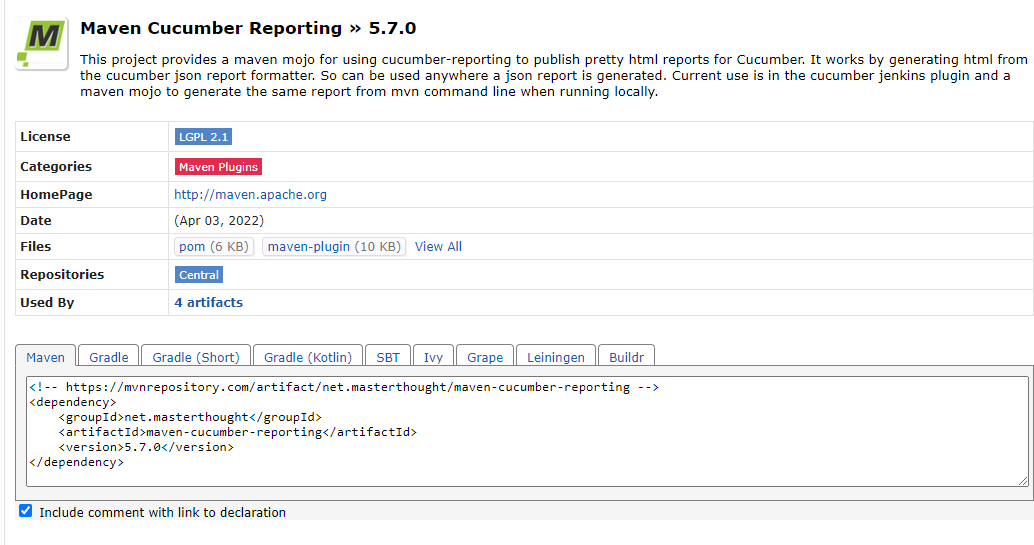 Maven Cucumber Reporting » 5.7.0
This project provides a maven mojo for using cucumber-reporting to publish pretty html reports for Cucumber. It works by generating html from
the cucumber json report formatter. So can be used anywhere a json report is generated. Current use is in the cucumber jenkins plugin and a
maven mojo to generate the same report from mvn command line when running locally.
License LGPL 2.1
Categories Maven Plugins
HomePage http://maven.apache.org
Date (Apr 03, 2022)
Files pom (6 KB) maven-plugin (10 KB) View All
Repositories Central
Used By 4 artifacts
Maven Gradle Gradle (Short) Gradle (Kotlin) SBT Ivy Grape Leiningen Buildr
<!-- https://mvnrepository.com/artifact/net.masterthought/maven-cucumber-reporting -->
<dependency>
    <groupId>net.masterthought</groupId>
    <artifactId>maven-cucumber-reporting</artifactId>
    <version>5.7.0</version>
</dependency>
Include comment with link to declaration